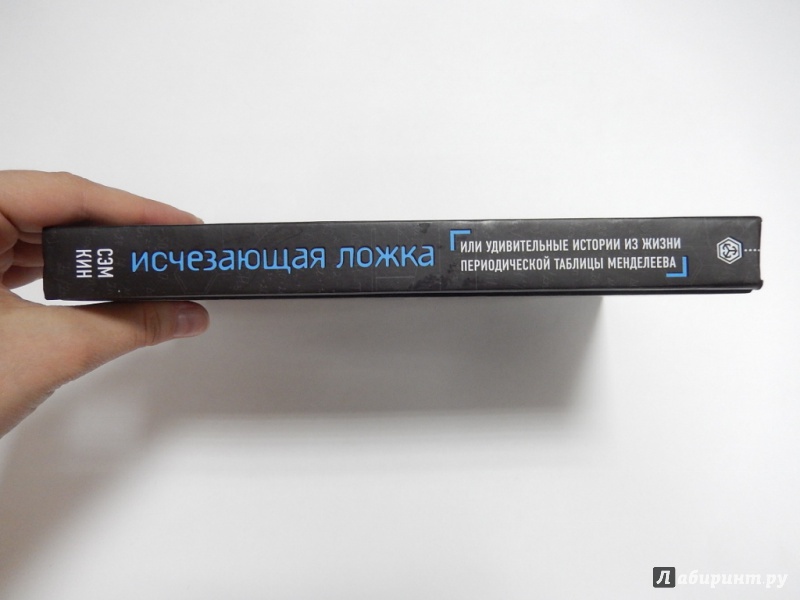 СЭМ
КИН
исчезающая ложка
ИЛИ УДИВИТЕЛЬНЫЕ ИСТОРИИ ИЗ ЖИЗНИ
ПЕРИОДИЧЕСКОЙ ТАБЛИЦЫ МЕНДЕЛЕЕВА
Лабиринт.ру